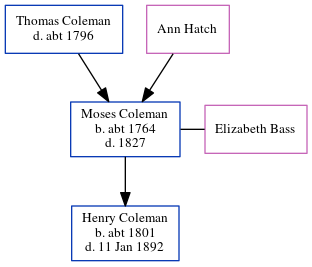 Thomas Coleman
d. abt 1796
Ann Hatch
Moses Coleman
b. abt 1764
d. 1827
Elizabeth Bass
Henry Coleman
b. abt 1801
d. 11 Jan 1892